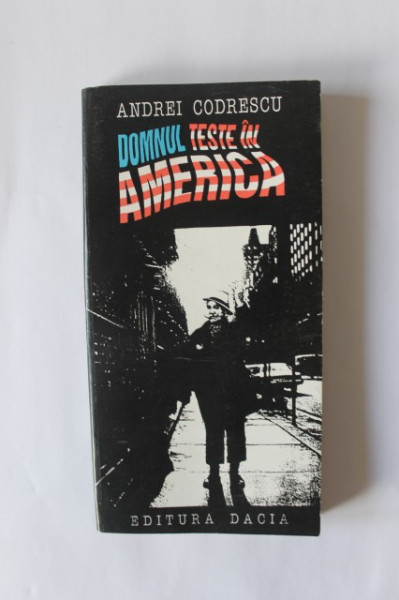 ANDREI CODRESCU
DOMNUL TESTE ÎN
AMERICA
EDITURA DACIA